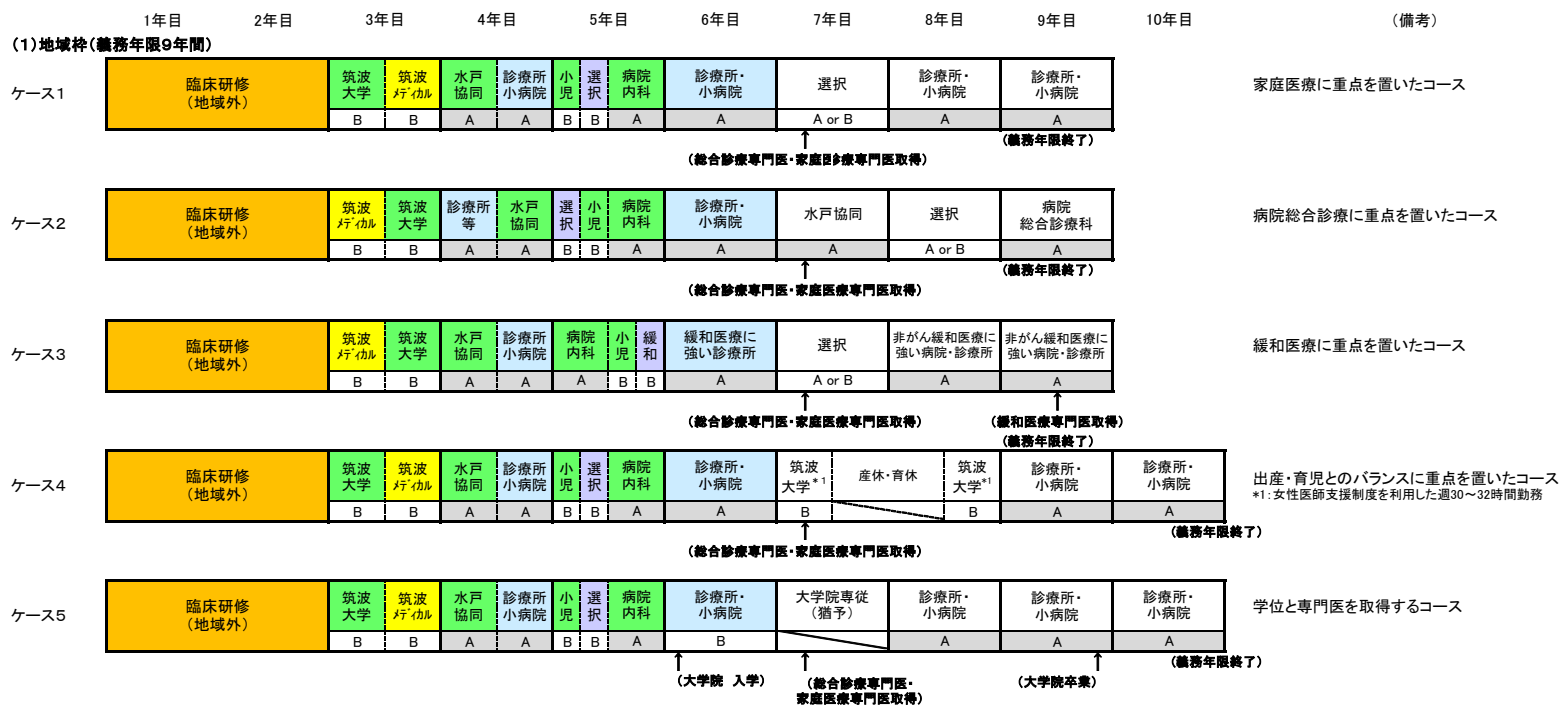 1年目 2年目 3年目 4年目 5年目 6年目 7年目 8年目 9年目 10年目 (備考)
(1)地域枠(義務年限9年間)
ケース1
臨床研修
(地域外)
筑波
大学
筑波
メディカル
水戸
協同
診療所
小病院
小
児
選
択
病院
内科
診療所・
小病院
選択
診療所・
小病院
診療所・
小病院
家庭医療に重点を置いたコース
B B A A B B A A A or B A A
(総合診療専門医・家庭医診療専門医取得)
(義務年限終了)
ケース2
臨床研修
(地域外)
筑波
メディカル
筑波
大学
診療所
等
水戸
協同
選
択
小
児
病院
内科
診療所・
小病院
水戸協同
選択
病院
総合診療科
病院総合診療に重点を置いたコース
B B A A B B A A A A or B A
(総合診療専門医・家庭医療専門医取得)
(義務年限終了)
ケース3
臨床研修
(地域外)
筑波
メディカル
筑波
大学
水戸
協同
診療所
小病院
病院
内科
小
児
緩
和
緩和医療に
強い診療所
選択
非がん緩和医療に
強い病院・診療所
非がん緩和医療に
強い病院・診療所
緩和医療に重点を置いたコース
B B A A A B B A A or B A A
(総合診療専門医・家庭医療専門医取得)
(緩和医療専門医取得)
(義務年限終了)
ケース4
臨床研修
(地域外)
筑波
大学
筑波
メディカル
水戸
協同
診療所
小病院
小
児
選
択
病院
内科
診療所・
小病院
筑波
大学*1
産休・育休
筑波
大学*1
診療所・
小病院
診療所・
小病院
出産・育児とのバランスに重点を置いたコース
*1:女性医師支援制度を利用した週30~32時間勤務
B B A A B B A A B B A A
(総合診療専門医・家庭医療専門医取得)
(義務年限終了)
ケース5
臨床研修
(地域外)
筑波
大学
筑波
メディカル
水戸
協同
診療所
小病院
小
児
選
択
病院
内科
診療所・
小病院
大学院専従
(猶予)
診療所・
小病院
診療所・
小病院
診療所・
小病院
学位と専門医を取得するコース
B B A A B B A B A A A
(義務年限終了)
(大学院 入学)
(総合診療専門医・
家庭医療専門医取得)
(大学院卒業)